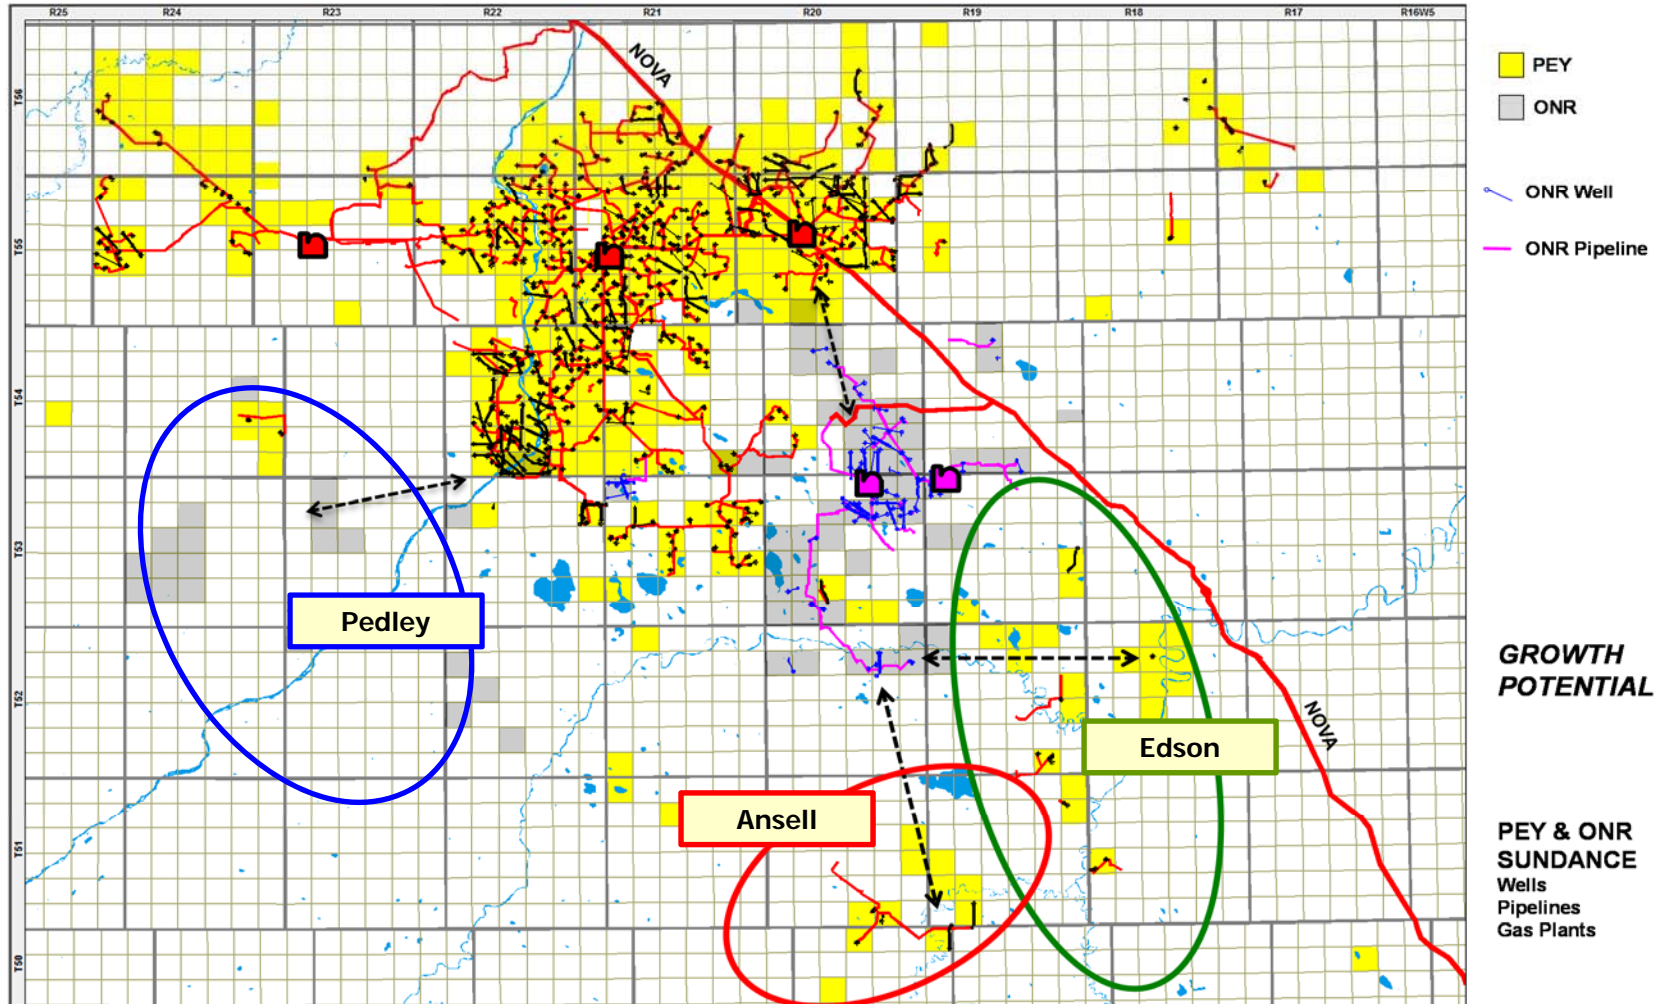 R25 R24 R23 R22 R21 R20 R19 R18 R17 R16W5
T56
T55
T54
T53
T52
T51
T50
NOVA
NOVA
Pedley
Ansell
Edson
PEY
ONR
ONR Well
ONR Pipeline
GROWTH
POTENTIAL
PEY & ONR
SUNDANCE
Wells
Pipelines
Gas Plants